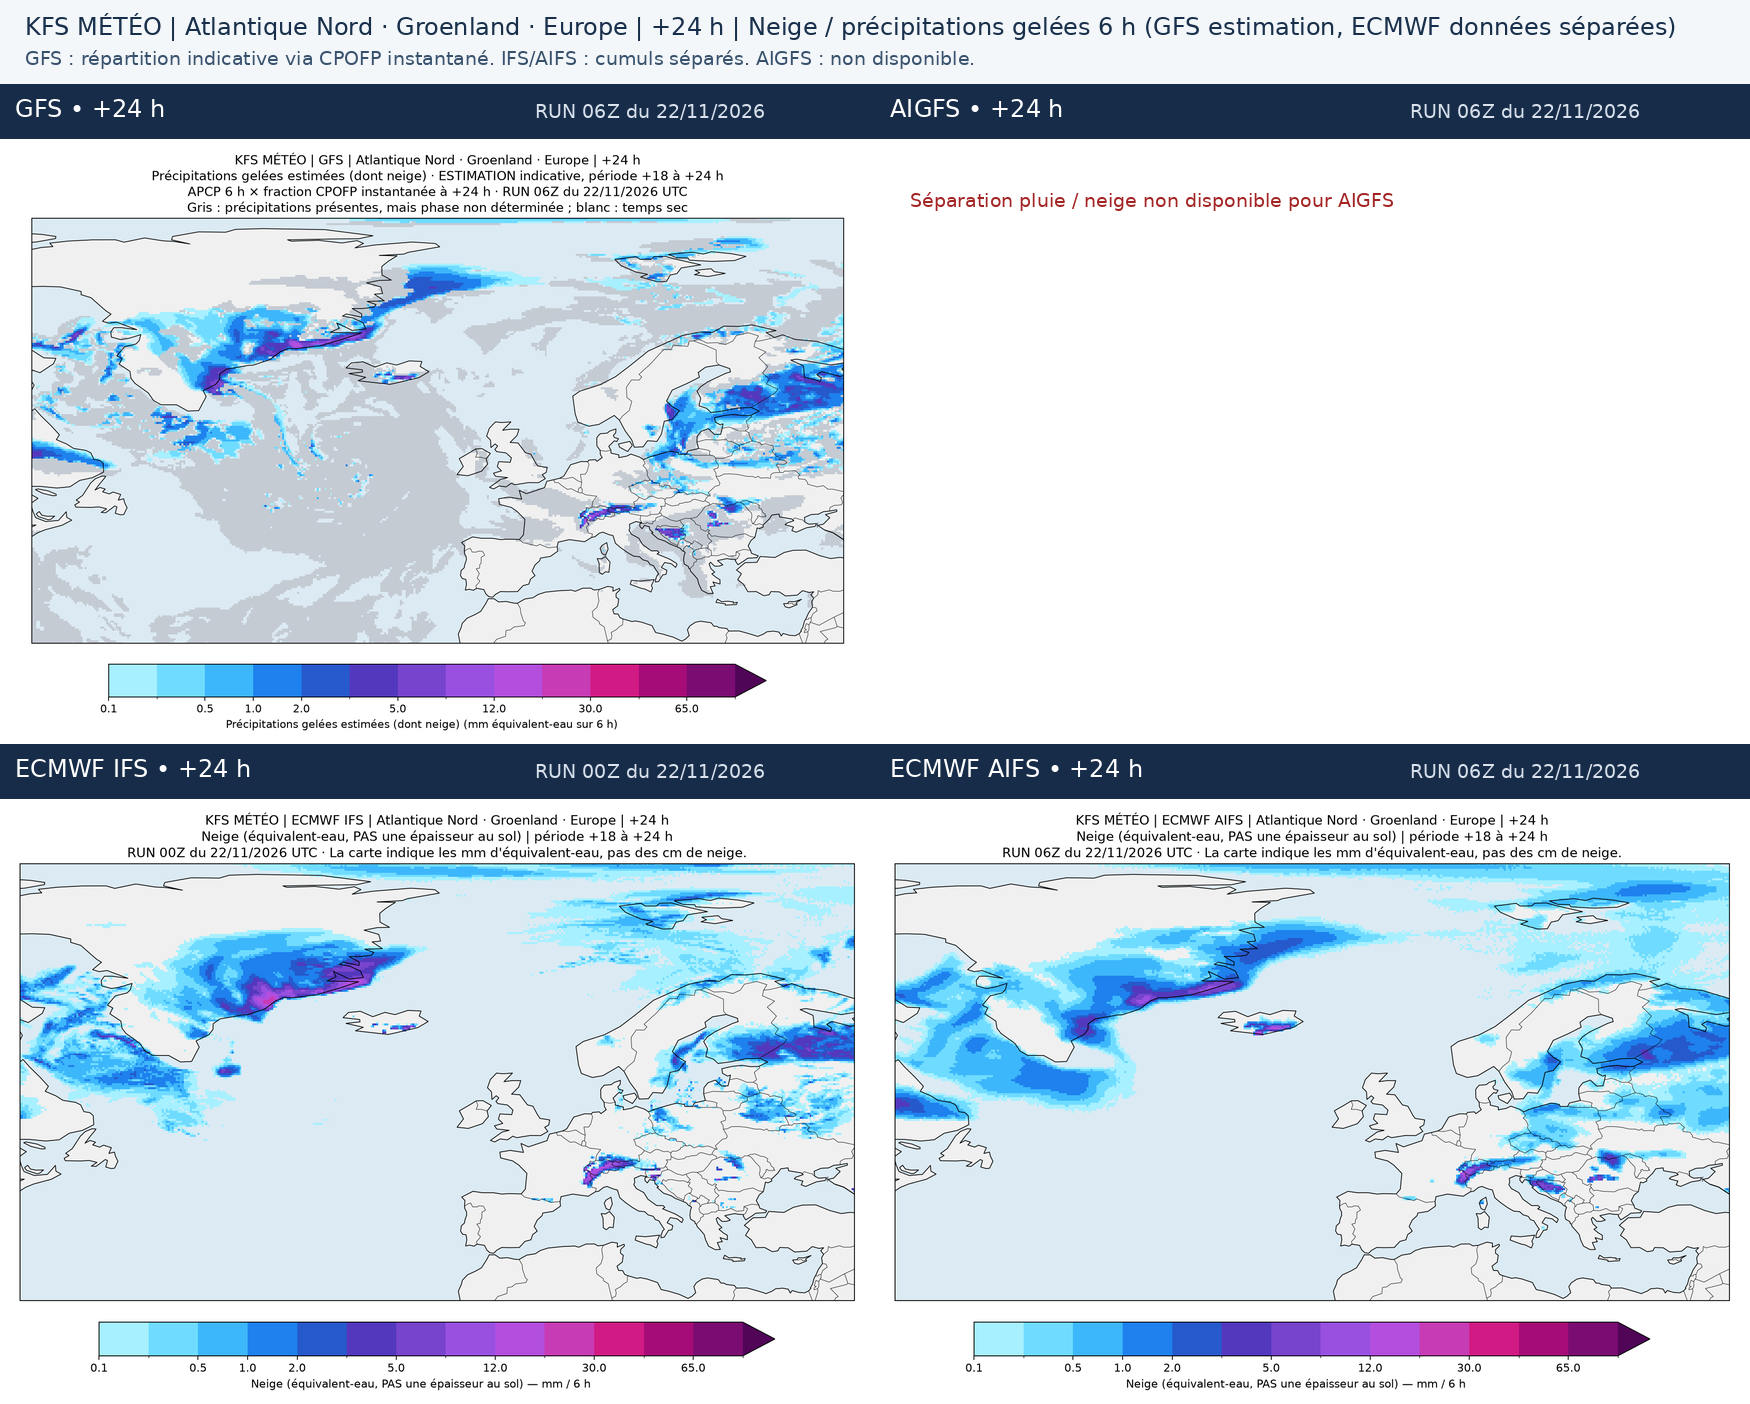 KFS MÉTÉO | Atlantique Nord · Groenland · Europe | +24 h | Neige / précipitations gelées 6 h (GFS estimation, ECMWF données séparées)
GFS : répartition indicative via CPOFP instantané. IFS/AIFS : cumuls séparés. AIGFS : non disponible.
GFS • +24 h
RUN 06Z du 22/11/2026
AIGFS • +24 h
RUN 06Z du 22/11/2026
KFS MÉTÉO | GFS | Atlantique Nord · Groenland · Europe | +24 h
Précipitations gelées estimées (dont neige) · ESTIMATION indicative, période +18 à +24 h
APCP 6 h × fraction CPOFP instantanée à +24 h · RUN 06Z du 22/11/2026 UTC
Gris : précipitations présentes, mais phase non déterminée ; blanc : temps sec
Séparation pluie / neige non disponible pour AIGFS
0.1 0.5 1.0 2.0 5.0 12.0 30.0 65.0
Précipitations gelées estimées (dont neige) (mm équivalent-eau sur 6 h)
ECMWF IFS • +24 h
RUN 00Z du 22/11/2026
ECMWF AIFS • +24 h
RUN 06Z du 22/11/2026
KFS MÉTÉO | ECMWF IFS | Atlantique Nord · Groenland · Europe | +24 h
Neige (équivalent-eau, PAS une épaisseur au sol) | période +18 à +24 h
RUN 00Z du 22/11/2026 UTC · La carte indique les mm d'équivalent-eau, pas des cm de neige.
KFS MÉTÉO | ECMWF AIFS | Atlantique Nord · Groenland · Europe | +24 h
Neige (équivalent-eau, PAS une épaisseur au sol) | période +18 à +24 h
RUN 06Z du 22/11/2026 UTC · La carte indique les mm d'équivalent-eau, pas des cm de neige.
0.1 0.5 1.0 2.0 5.0 12.0 30.0 65.0
Neige (équivalent-eau, PAS une épaisseur au sol) — mm / 6 h
0.1 0.5 1.0 2.0 5.0 12.0 30.0 65.0
Neige (équivalent-eau, PAS une épaisseur au sol) — mm / 6 h